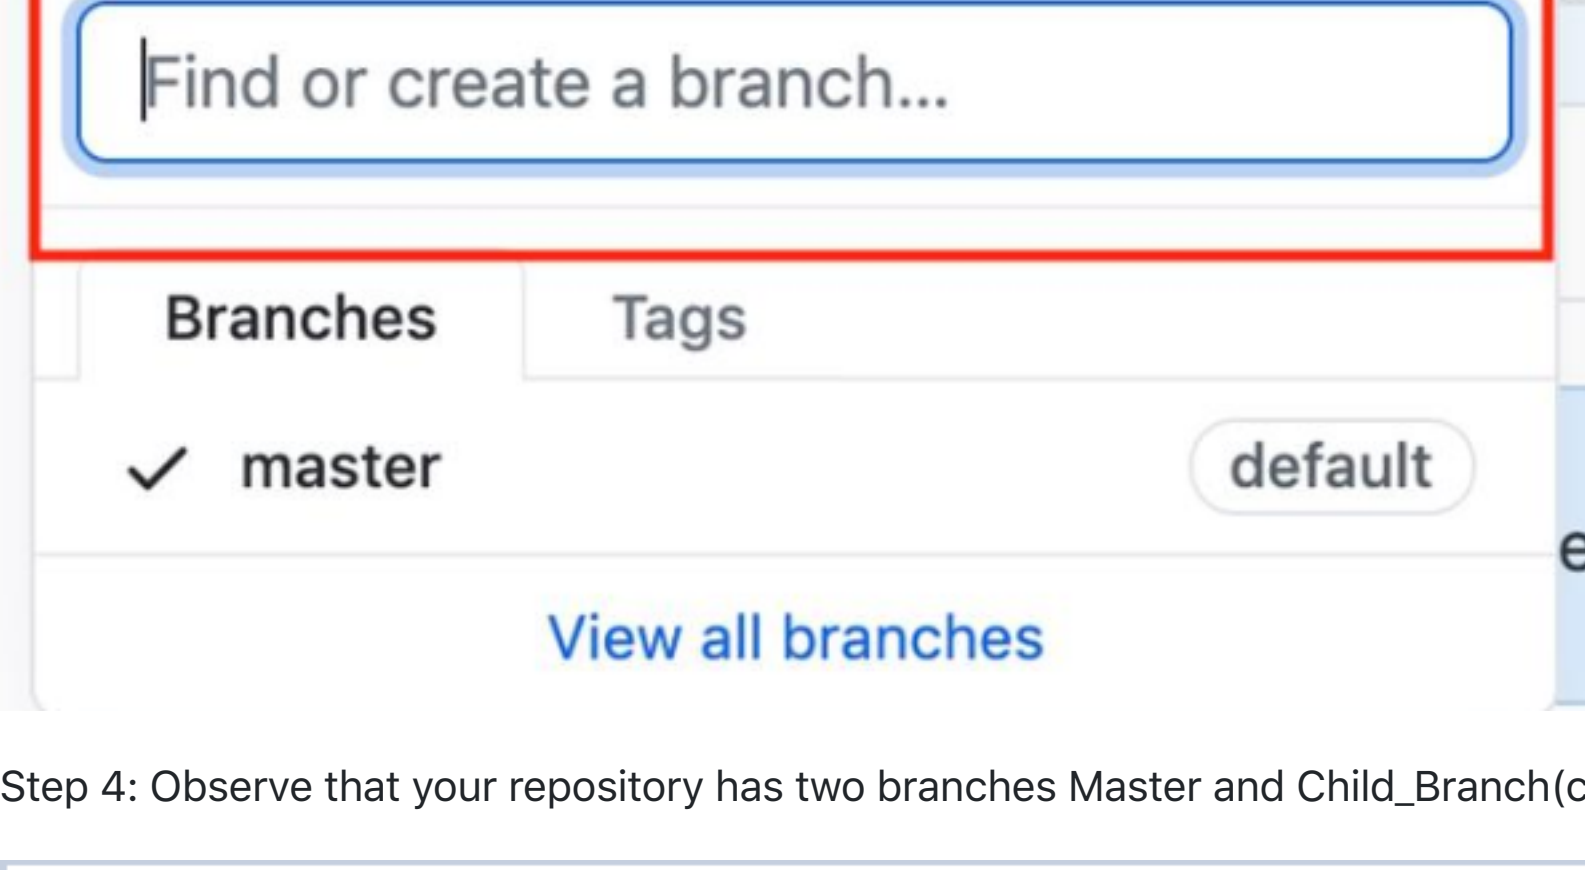 Find or create a branch...
Branches Tags
master default
View all branches
Step 4: Observe that your repository has two branches Master and Child_Branch(c